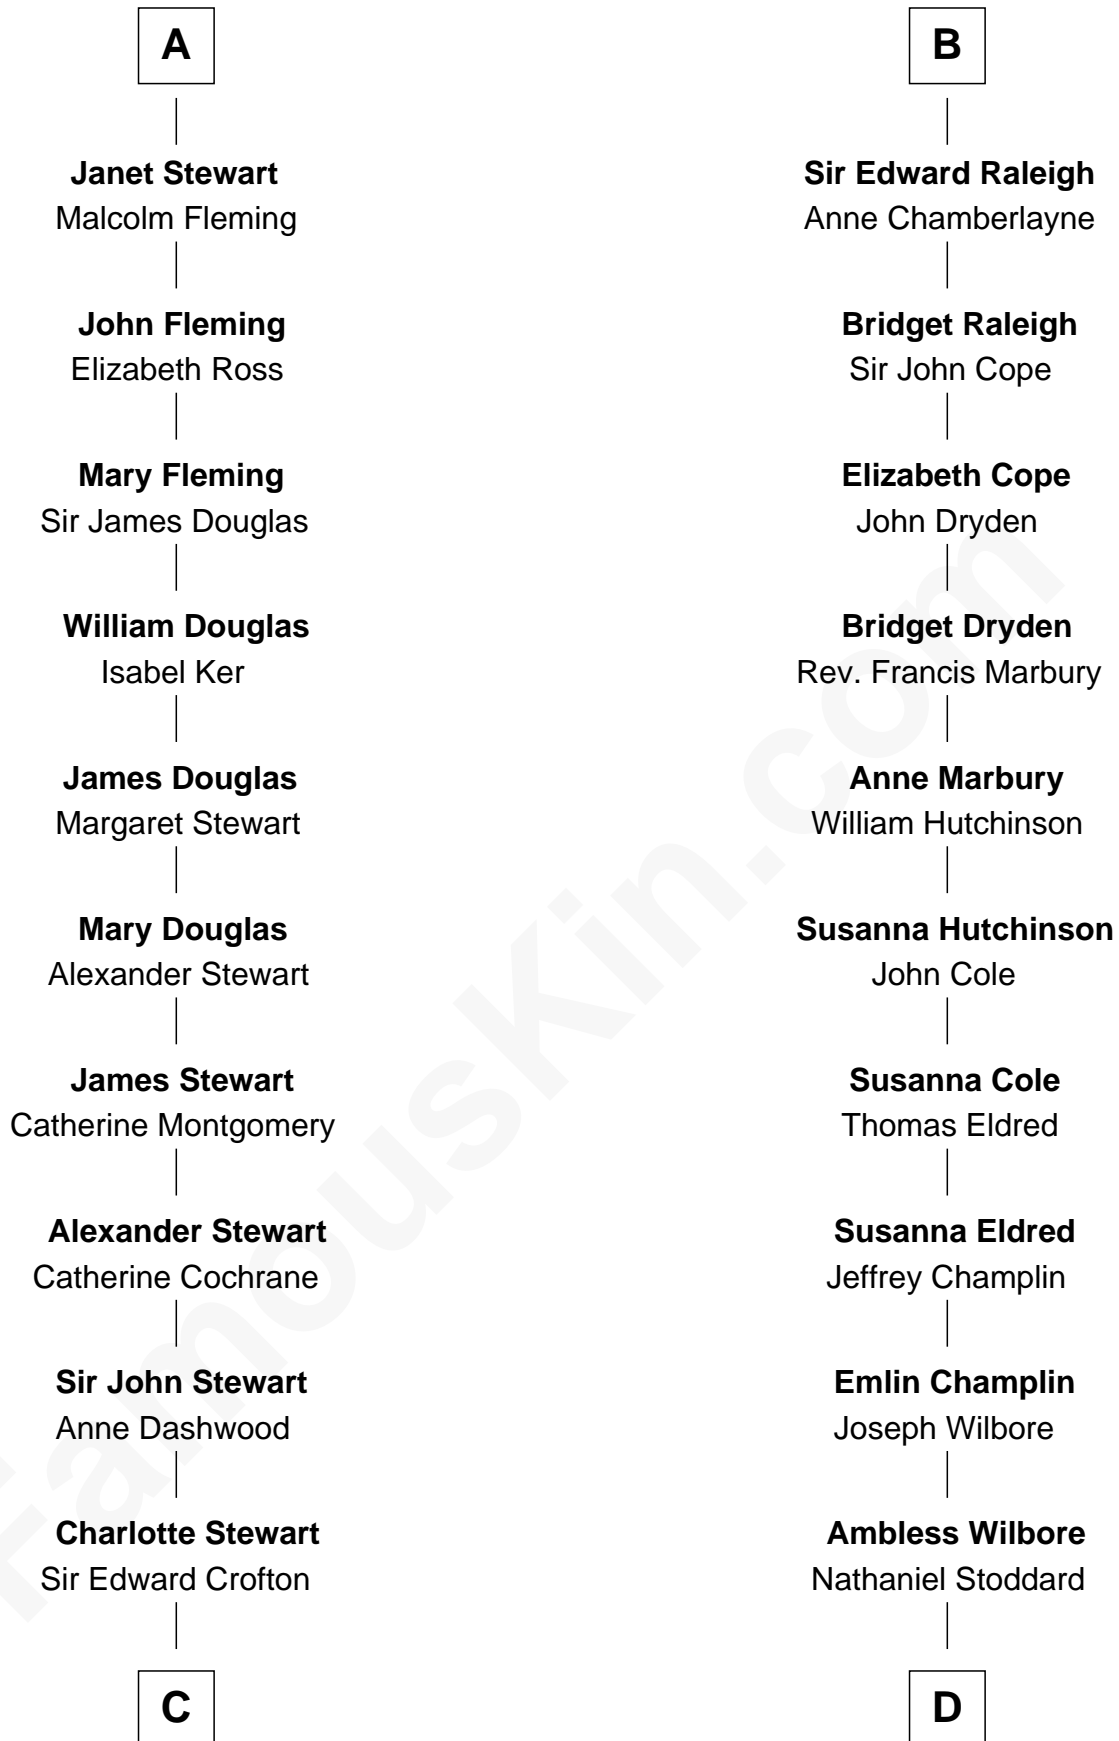 A
Janet Stewart
Malcolm Fleming
John Fleming
Elizabeth Ross
Mary Fleming
Sir James Douglas
William Douglas
Isabel Ker
James Douglas
Margaret Stewart
Mary Douglas
Alexander Stewart
James Stewart
Catherine Montgomery
Alexander Stewart
Catherine Cochrane
Sir John Stewart
Anne Dashwood
Charlotte Stewart
Sir Edward Crofton
C
B
Sir Edward Raleigh
Anne Chamberlayne
Bridget Raleigh
Sir John Cope
Elizabeth Cope
John Dryden
Bridget Dryden
Rev. Francis Marbury
Anne Marbury
William Hutchinson
Susanna Hutchinson
John Cole
Susanna Cole
Thomas Eldred
Susanna Eldred
Jeffrey Champlin
Emlin Champlin
Joseph Wilbore
Ambless Wilbore
Nathaniel Stoddard
D
FamousKin.com